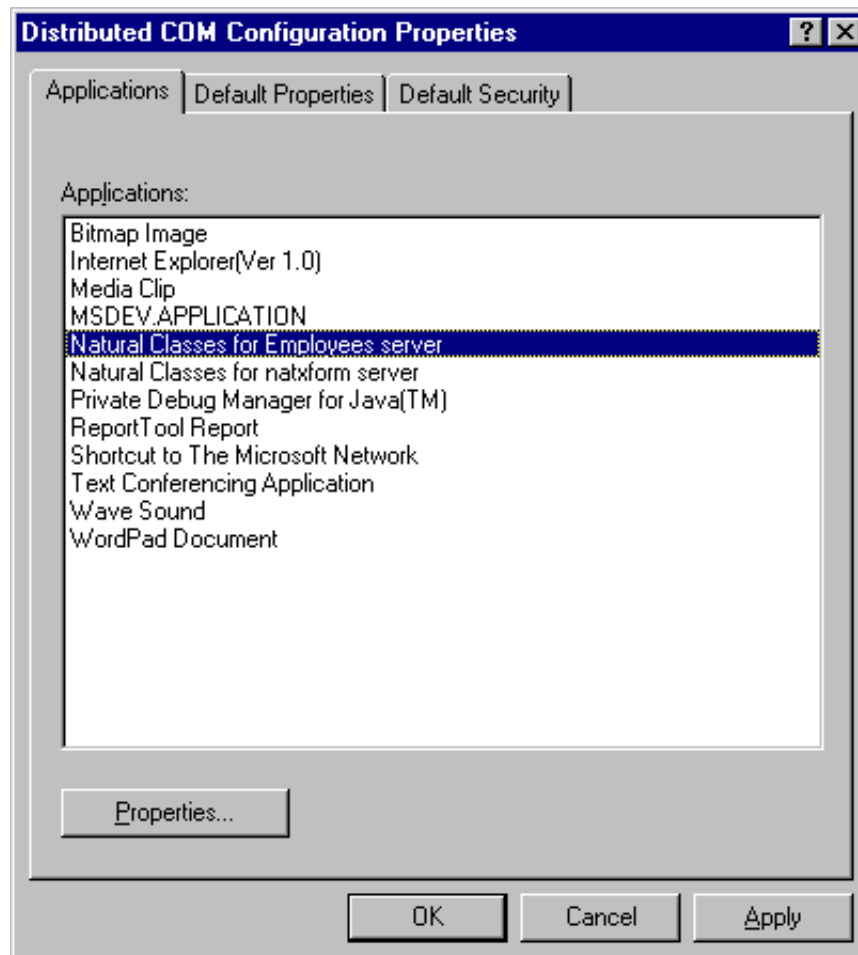 Distributed COM Configuration Properties
Applications Default Properties Default Security
Applications:
Bitmap Image
Internet Explorer(Ver 1.0)
Media Clip
MSDEV.APPLICATION
Natural Classes for Employees server
Natural Classes for natxform server
Private Debug Manager for Java(TM)
ReportTool Report
Shortcut to The Microsoft Network
Text Conferencing Application
Wave Sound
WordPad Document
Properties...
OK Cancel Apply